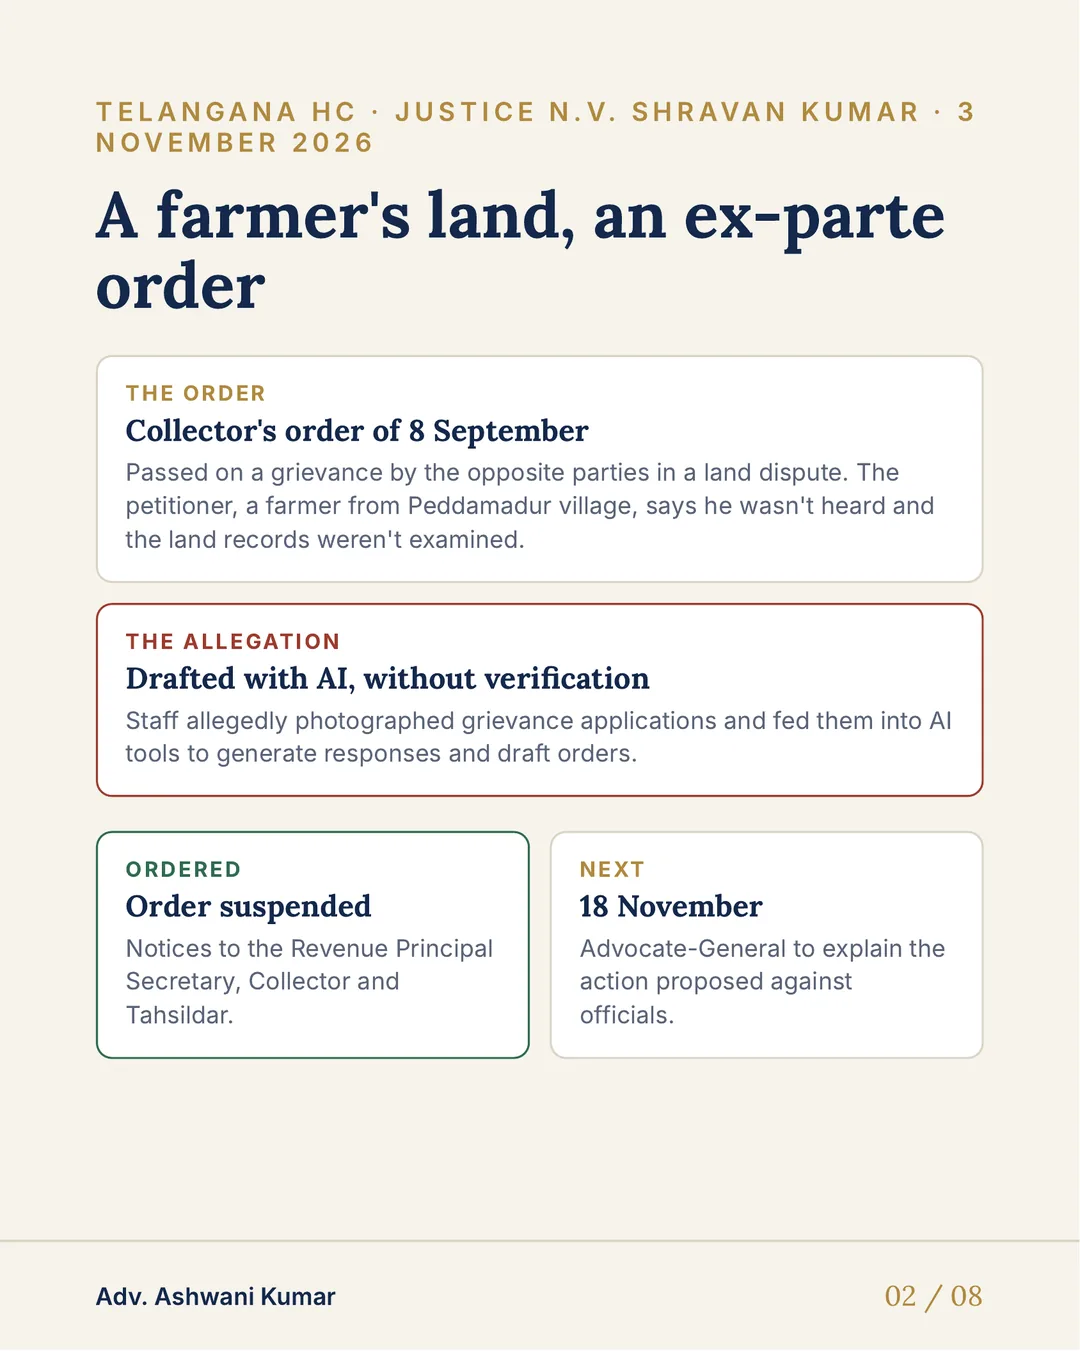 TELANGANA HC · JUSTICE N.V. SHRAVAN KUMAR · 3
NOVEMBER 2026
A farmer's land, an ex-parte
order
THE ORDER
Collector's order of 8 September
Passed on a grievance by the opposite parties in a land dispute. The
petitioner, a farmer from Peddamadur village, says he wasn't heard and
the land records weren't examined.
THE ALLEGATION
Drafted with AI, without verification
Staff allegedly photographed grievance applications and fed them into AI
tools to generate responses and draft orders.
ORDERED
Order suspended
Notices to the Revenue Principal
Secretary, Collector and
Tahsildar.
NEXT
18 November
Advocate-General to explain the
action proposed against
officials.
Adv. Ashwani Kumar
02 / 08